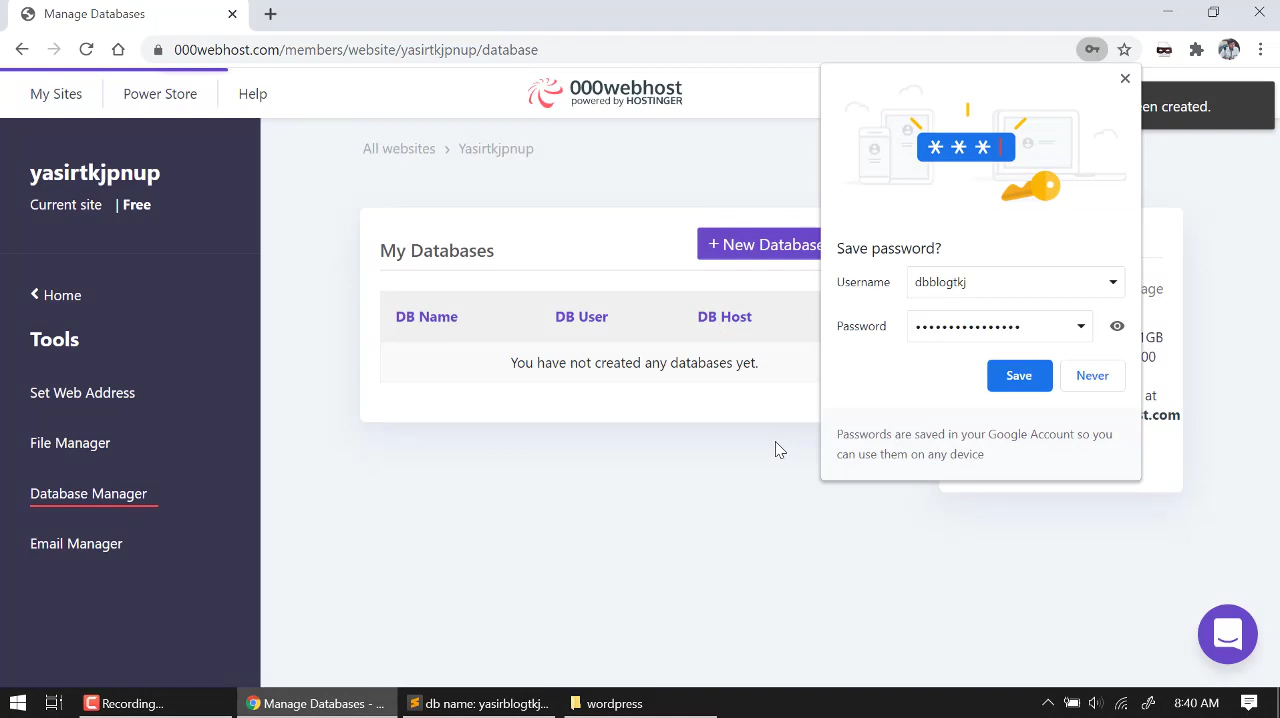 Manage Databases
000webhost.com/members/website/yasirtkjpnup/database
My Sites
Power Store
Help
000webhost
powered by HOSTINGER
en created.
yasirtkjpnup
Current site | Free
Home
Tools
Set Web Address
File Manager
Database Manager
Email Manager
All websites > Yasirtkjpnup
My Databases
+ New Database
DB Name
DB User
DB Host
You have not created any databases yet.
* * *
Save password?
Username
dbblogtkj
Password
••••••••••••••••
Save
Never
Passwords are saved in your Google Account so you
can use them on any device
age
1GB
00
at
t.com
Recording...
Manage Databases - ...
db name: yasirblogtkj...
wordpress
8:40 AM